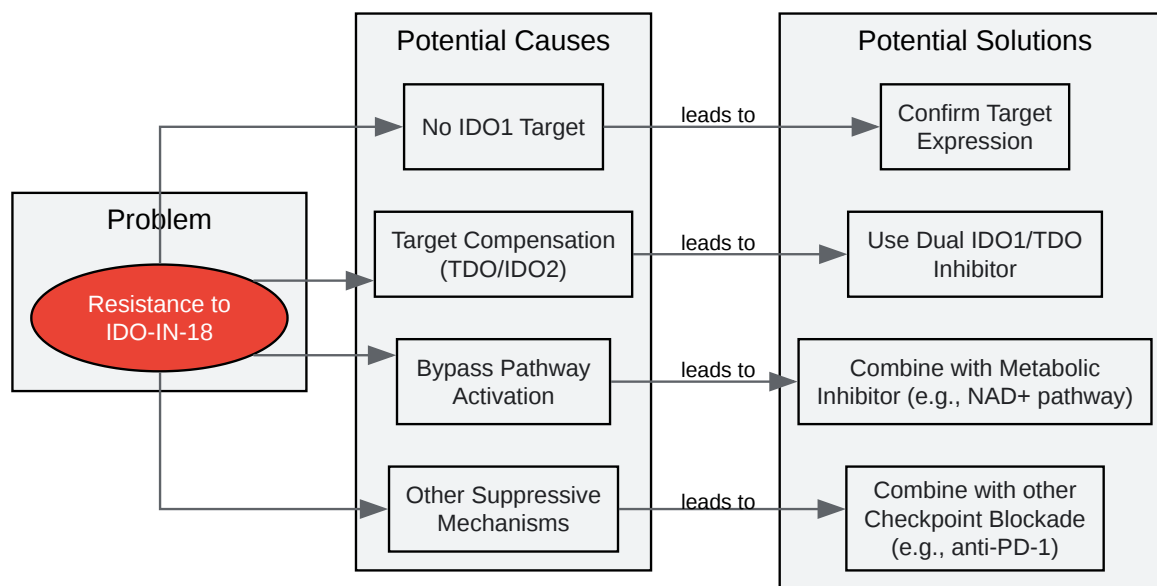 Potential Causes
Potential Solutions
Problem
Resistance to
IDO-IN-18
No IDO1 Target
leads to
Confirm Target
Expression
Target Compensation
(TDO/IDO2)
leads to
Use Dual IDO1/TDO
Inhibitor
Bypass Pathway
Activation
leads to
Combine with Metabolic
Inhibitor (e.g., NAD+ pathway)
Other Suppressive
Mechanisms
leads to
Combine with other
Checkpoint Blockade
(e.g., anti-PD-1)